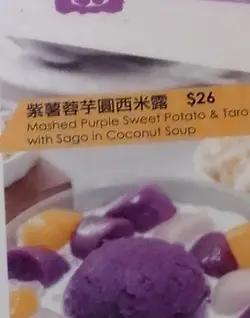 紫薯蓉芋圓西米露 $26
Mashed Purple Sweet Potato & Taro
with Sago in Coconut Soup